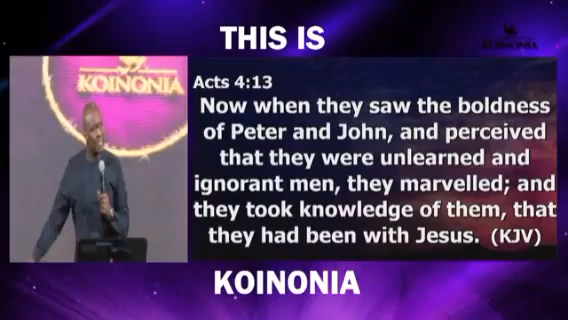 THIS IS
KOINONIA
KOINONIA
Acts 4:13
Now when they saw the boldness
of Peter and John, and perceived
that they were unlearned and
ignorant men, they marvelled; and
they took knowledge of them, that
they had been with Jesus. (KJV)
KOINONIA